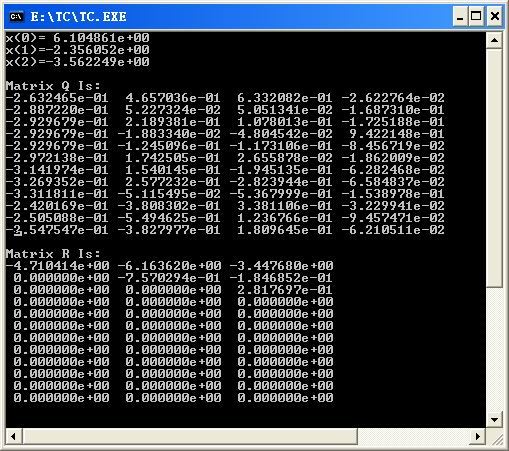 E:\TC\TC.EXE
x(0)= 6.104861e+00
x(1)=-2.356052e+00
x(2)=-3.562249e+00
Matrix Q Is:
-2.632465e-01 4.657036e-01 6.332082e-01 -2.622764e-02
-2.887220e-01 5.227324e-02 5.051341e-02 -1.687310e-01
-2.929679e-01 2.189381e-01 1.078013e-01 -1.725188e-01
-2.929679e-01 -1.883340e-02 -4.804542e-02 9.422148e-01
-2.929679e-01 -1.245096e-01 -1.173106e-01 -8.456719e-02
-2.972138e-01 1.742505e-01 2.655878e-02 -1.862009e-02
-3.141974e-01 1.540145e-01 -1.945135e-01 -6.282468e-02
-3.269352e-01 2.577232e-01 -2.823944e-01 -6.584837e-02
-3.311811e-01 -5.115495e-02 -5.367999e-01 -1.538978e-01
-2.420169e-01 -3.808302e-01 3.381106e-01 -3.229941e-02
-2.505088e-01 -5.494625e-01 1.236766e-01 -9.457471e-02
-2.547547e-01 -3.827977e-01 1.809645e-01 -6.210511e-02
Matrix R Is:
-4.710414e+00 -6.163620e+00 -3.447680e+00
0.000000e+00 -7.570294e-01 -1.846852e-01
0.000000e+00 0.000000e+00 2.817697e-01
0.000000e+00 0.000000e+00 0.000000e+00
0.000000e+00 0.000000e+00 0.000000e+00
0.000000e+00 0.000000e+00 0.000000e+00
0.000000e+00 0.000000e+00 0.000000e+00
0.000000e+00 0.000000e+00 0.000000e+00
0.000000e+00 0.000000e+00 0.000000e+00
0.000000e+00 0.000000e+00 0.000000e+00
0.000000e+00 0.000000e+00 0.000000e+00
0.000000e+00 0.000000e+00 0.000000e+00